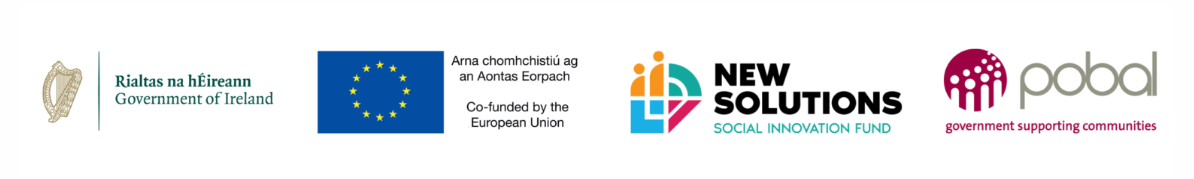 Rialtas na hÉireann
Government of Ireland
Arna chomhchistiú ag
an Aontas Eorpach
Co-funded by the
European Union
NEW
SOLUTIONS
SOCIAL INNOVATION FUND
pobal
government supporting communities